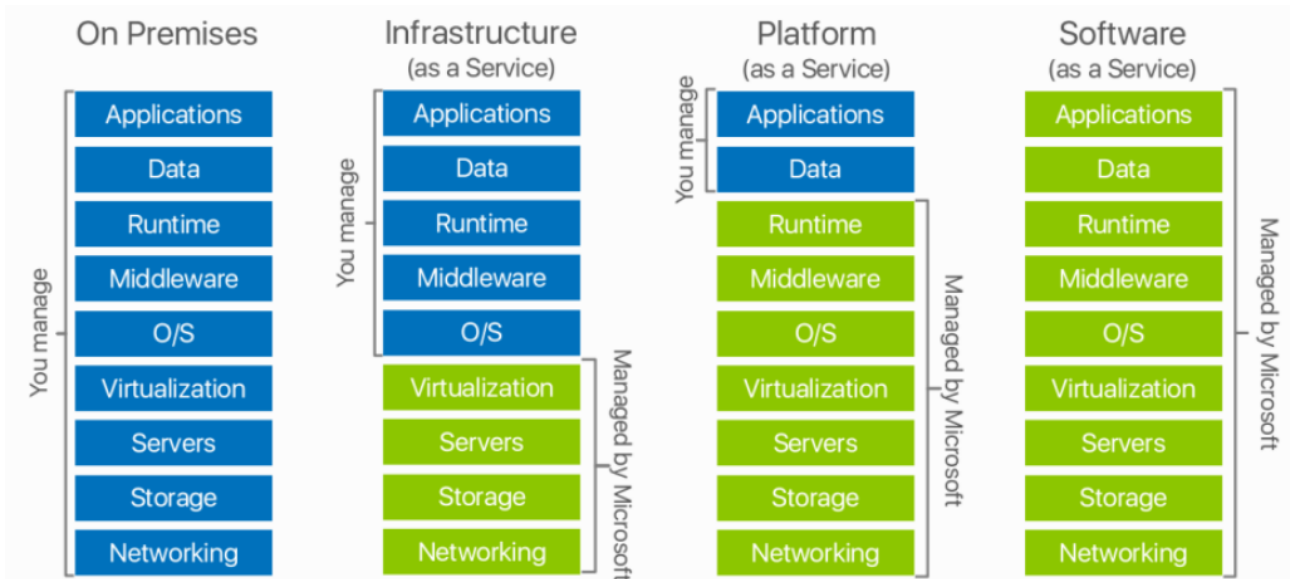 On Premises
You manage
Applications
Data
Runtime
Middleware
O/S
Virtualization
Servers
Storage
Networking
Infrastructure
(as a Service)
You manage
Applications
Data
Runtime
Middleware
O/S
Virtualization
Servers
Storage
Networking
Managed by Microsoft
Platform
(as a Service)
You manage
Applications
Data
Runtime
Middleware
O/S
Virtualization
Servers
Storage
Networking
Managed by Microsoft
Software
(as a Service)
Applications
Data
Runtime
Middleware
O/S
Virtualization
Servers
Storage
Networking
Managed by Microsoft